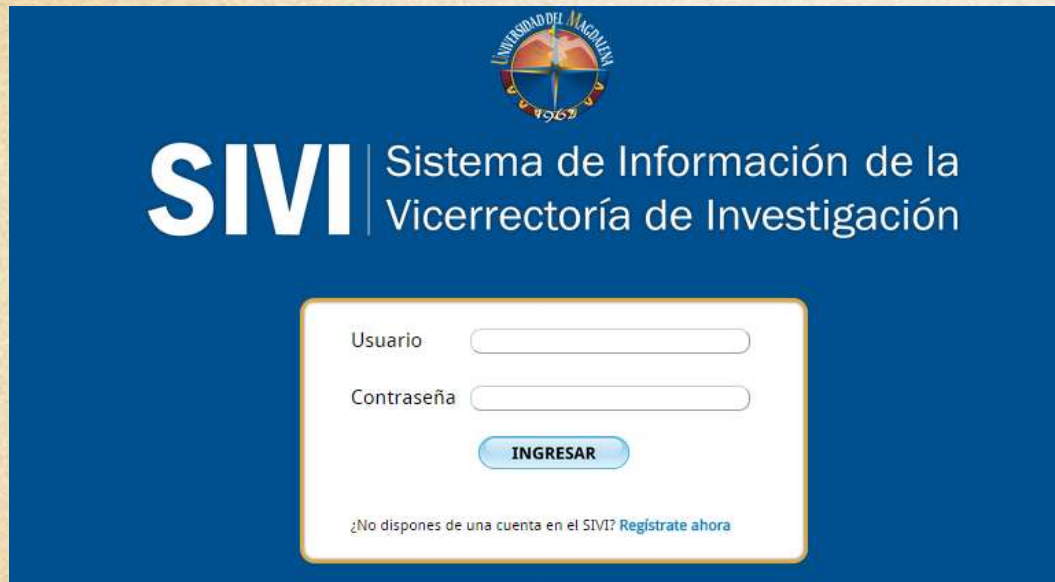 UNIVERSIDAD DEL MAGDALENA
1962
SIVI
Sistema de Información de la
Vicerrectoría de Investigación
Usuario
Contraseña
INGRESAR
¿No dispones de una cuenta en el SIVI? Regístrate ahora